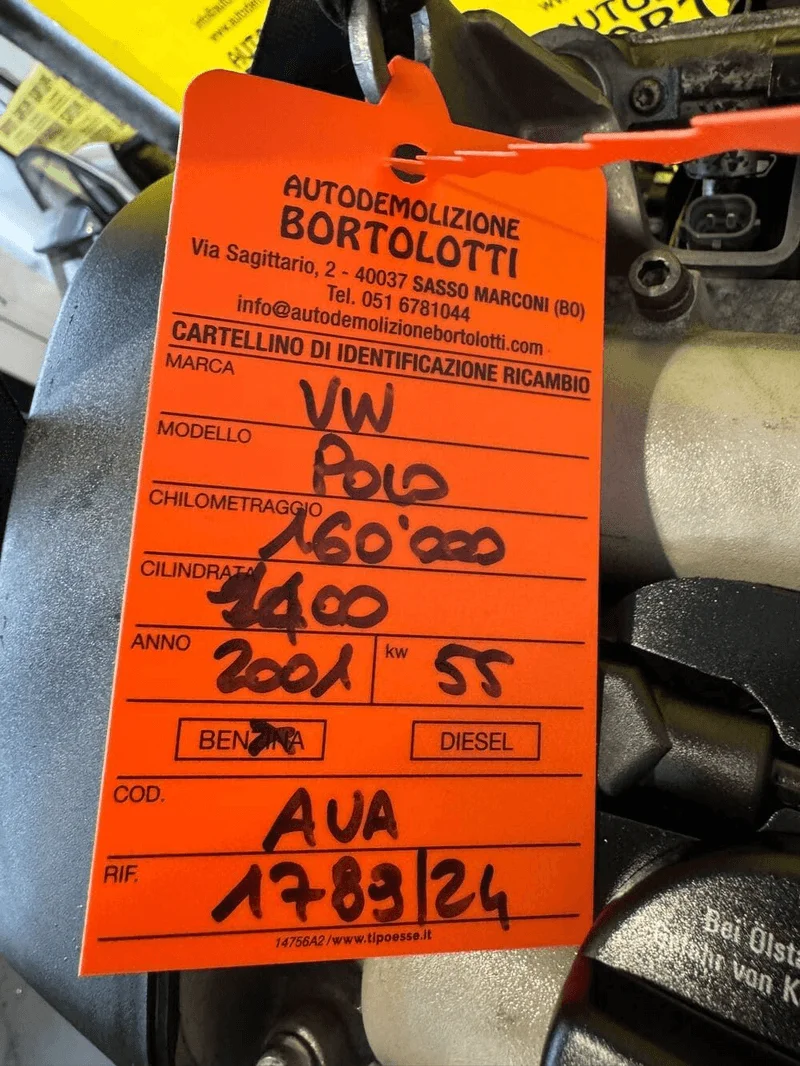 AUTODEMOLIZIONE
BORTOLOTTI
Via Sagittario, 2 - 40037 SASSO MARCONI (BO)
Tel. 051 6781044
info@autodemolizionebortolotti.com
CARTELLINO DI IDENTIFICAZIONE RICAMBIO
MARCA VW
MODELLO POLO
CHILOMETRAGGIO 160'000
CILINDRATA 1400
ANNO 2001 kw 55
BENZINA DIESEL
COD. AUA
RIF. 1789/24
14756A2/www.tipoesse.it
Bei Ölsta
Gefahr von K